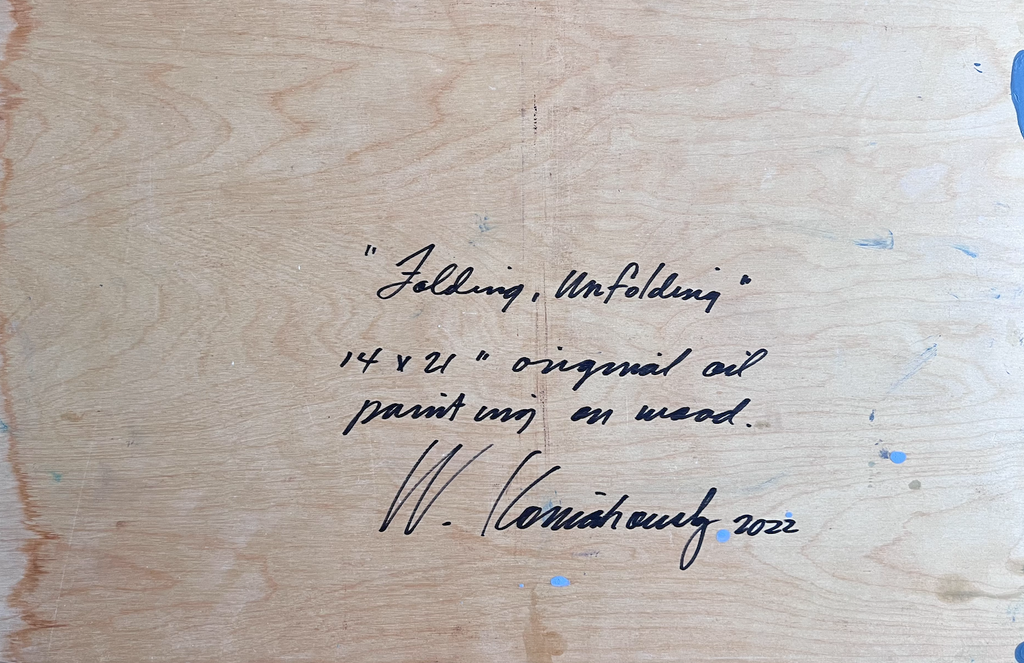 "Folding, Unfolding"
14 x 21" original oil
painting on wood.
W. 2022